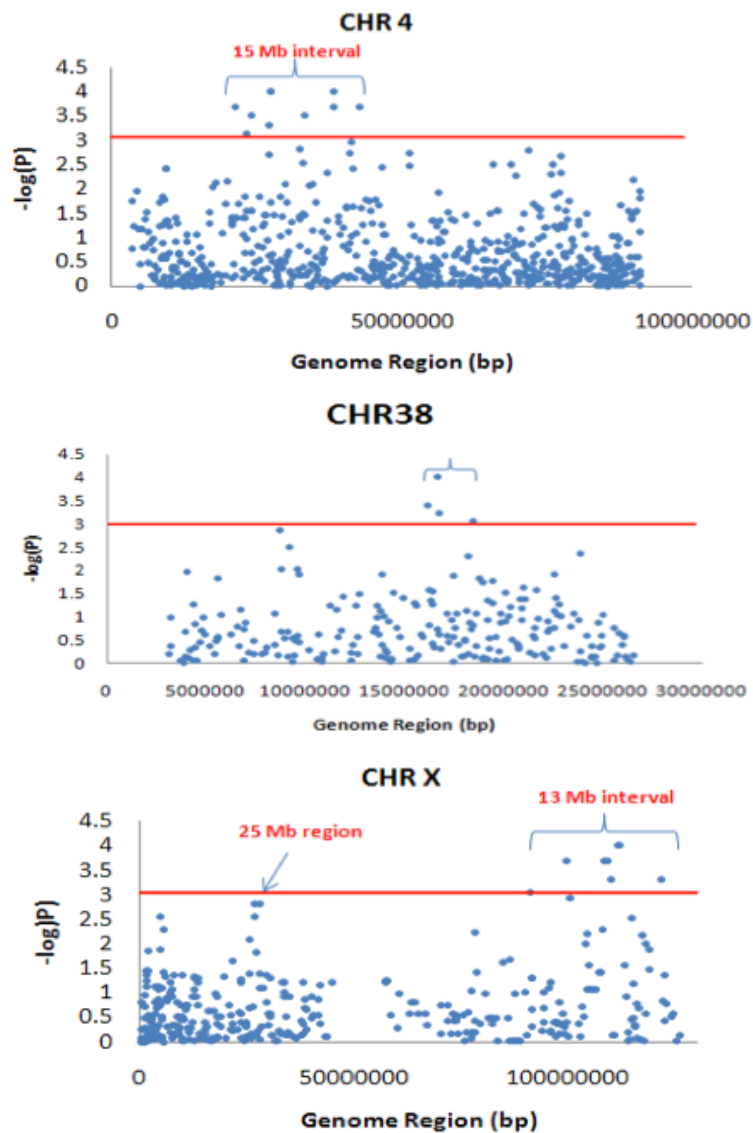 CHR 4
15 Mb interval
4.5
4
3.5
3
2.5
2
1.5
1
0.5
0
-log(P)
0 50000000 100000000
Genome Region (bp)
CHR38
4.5
4
3.5
3
2.5
2
1.5
1
0.5
0
-log(P)
0 5000000 10000000 15000000 20000000 25000000 30000000
Genome Region (bp)
CHR X
13 Mb interval
25 Mb region
4.5
4
3.5
3
2.5
2
1.5
1
0.5
0
-log)P)
0 50000000 100000000
Genome Region (bp)